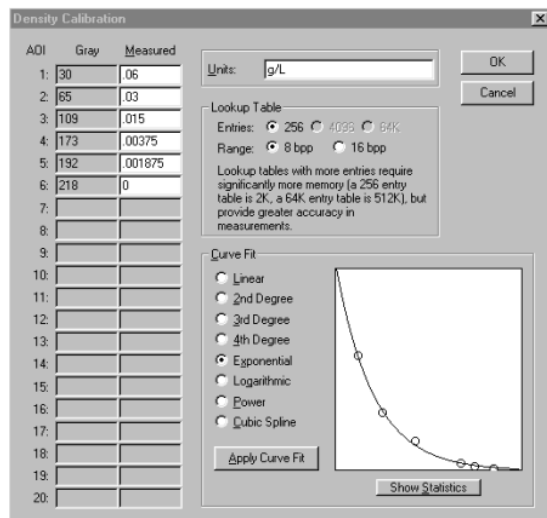 Density Calibration
AOI Gray Measured
1: 30 .06
2: 65 .03
3: 109 .015
4: 173 .00375
5: 192 .001875
6: 218 0
7:
8:
9:
10:
11:
12:
13:
14:
15:
16:
17:
18:
19:
20:
Units: g/L
OK
Cancel
Lookup Table
Entries: 256 4096 64K
Range: 8 bpp 16 bpp
Lookup tables with more entries require
significantly more memory (a 256 entry
table is 2K, a 64K entry table is 512K), but
provide greater accuracy in
measurements.
Curve Fit
Linear
2nd Degree
3rd Degree
4th Degree
Exponential
Logarithmic
Power
Cubic Spline
Apply Curve Fit
Show Statistics